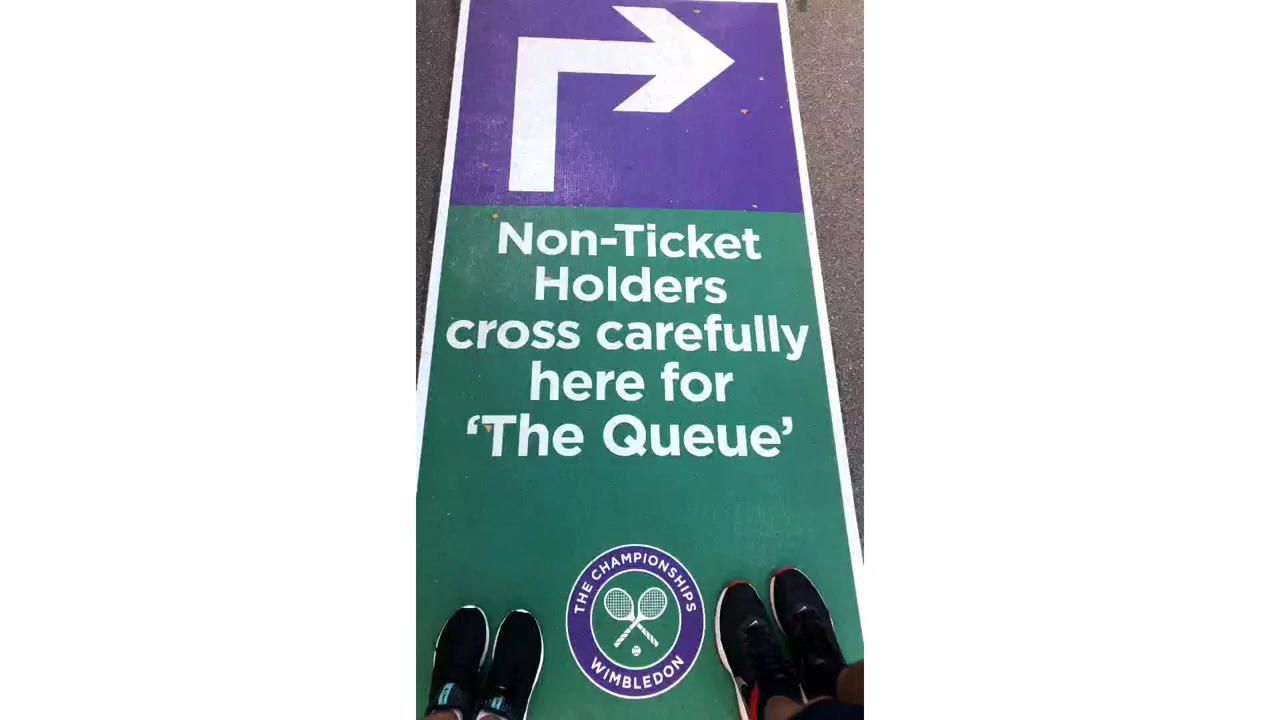 Non-Ticket
Holders
cross carefully
here for
‘The Queue’
THE CHAMPIONSHIPS
WIMBLEDON